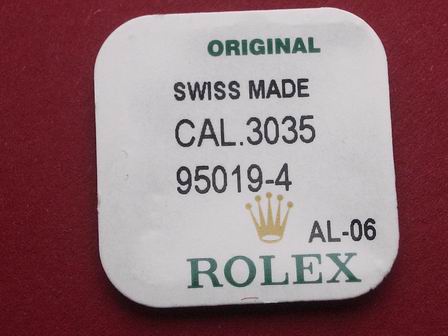 ORIGINAL
SWISS MADE
CAL.3035
95019-4
AL-06
ROLEX